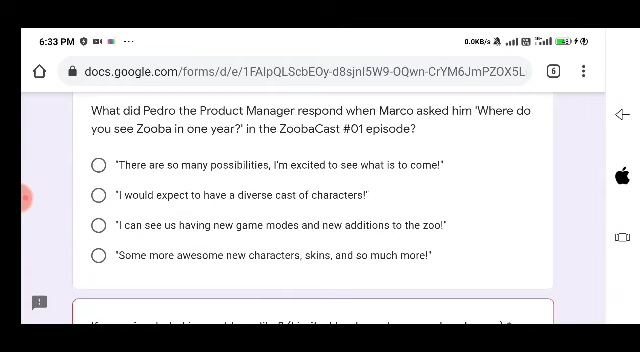 6:33 PM
0.0KB/s
docs.google.com/forms/d/e/1FAIpQLScbEOy-d8sjnI5W9-OQwn-CrYM6JmPZOX5L
6
What did Pedro the Product Manager respond when Marco asked him 'Where do
you see Zooba in one year?' in the ZoobaCast #01 episode?
"There are so many possibilities, I'm excited to see what is to come!"
"I would expect to have a diverse cast of characters!"
"I can see us having new game modes and new additions to the zoo!"
"Some more awesome new characters, skins, and so much more!"